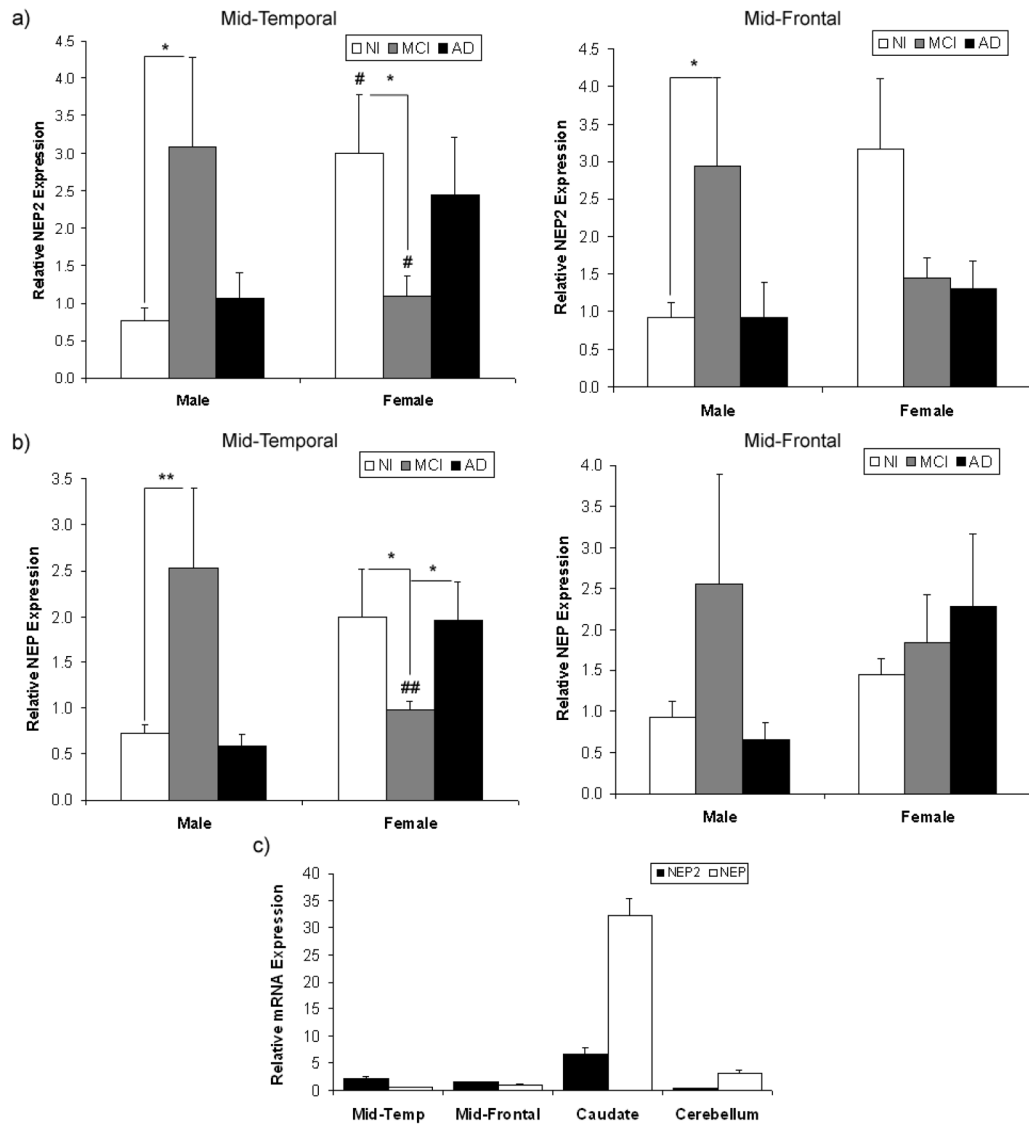 a)
Mid-Temporal
Mid-Frontal
NI MCI AD
Relative NEP2 Expression
4.5
4.0
3.5
3.0
2.5
2.0
1.5
1.0
0.5
0.0
*
#
*
#
Male Female
NI MCI AD
Relative NEP2 Expression
4.5
4.0
3.5
3.0
2.5
2.0
1.5
1.0
0.5
0.0
*
Male Female
b)
Mid-Temporal
Mid-Frontal
NI MCI AD
Relative NEP Expression
3.5
3.0
2.5
2.0
1.5
1.0
0.5
0.0
**
*
*
##
Male Female
NI MCI AD
Relative NEP Expression
4.0
3.5
3.0
2.5
2.0
1.5
1.0
0.5
0.0
Male Female
c)
NEP2 NEP
Relative mRNA Expression
40
35
30
25
20
15
10
5
0
Mid-Temp Mid-Frontal Caudate Cerebellum